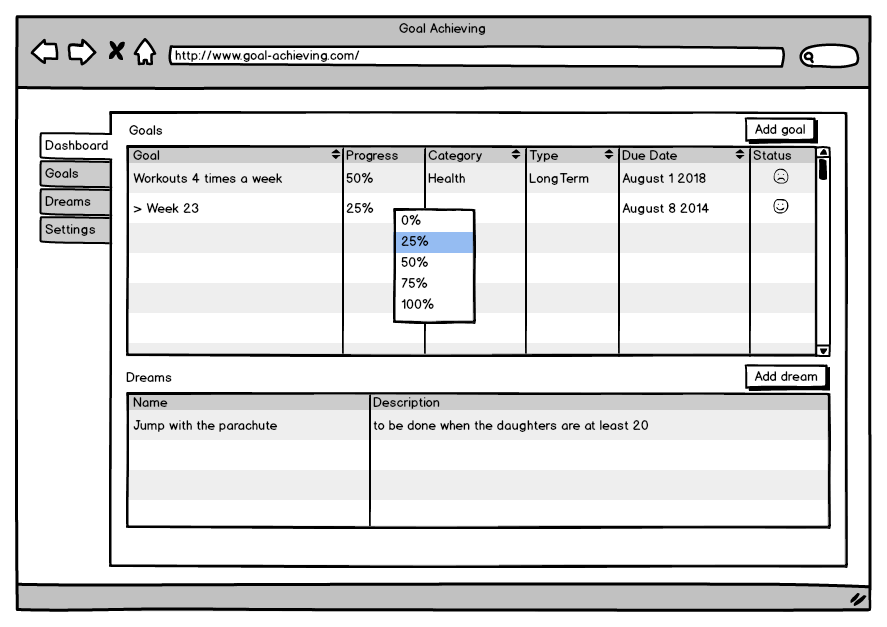 Goal Achieving
http://www.goal-achieving.com/
Dashboard
Goals
Dreams
Settings
Goals
Add goal
Goal Progress Category Type Due Date Status
Workouts 4 times a week 50% Health Long Term August 1 2018
> Week 23 25% August 8 2014
0%
25%
50%
75%
100%
Dreams
Add dream
Name Description
Jump with the parachute to be done when the daughters are at least 20